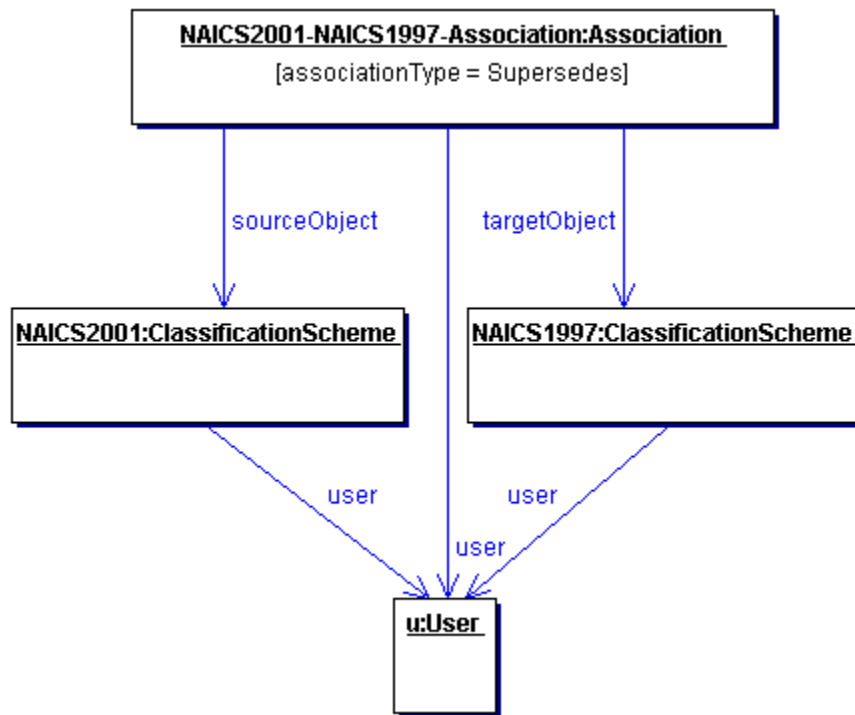 NAICS2001-NAICS1997-Association:Association
[associationType = Supersedes]
sourceObject
targetObject
NAICS2001:ClassificationScheme
NAICS1997:ClassificationScheme
user
user
user
u:User